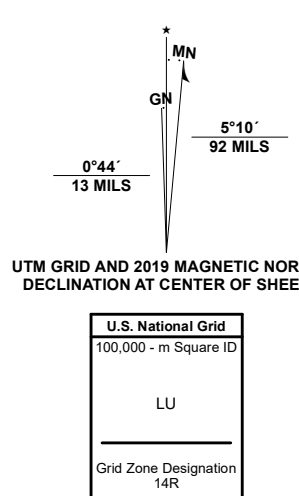 MN
GN
5°10´
92 MILS
0°44´
13 MILS
UTM GRID AND 2019 MAGNETIC NOR
DECLINATION AT CENTER OF SHEE
U.S. National Grid
100,000 - m Square ID
LU
Grid Zone Designation
14R